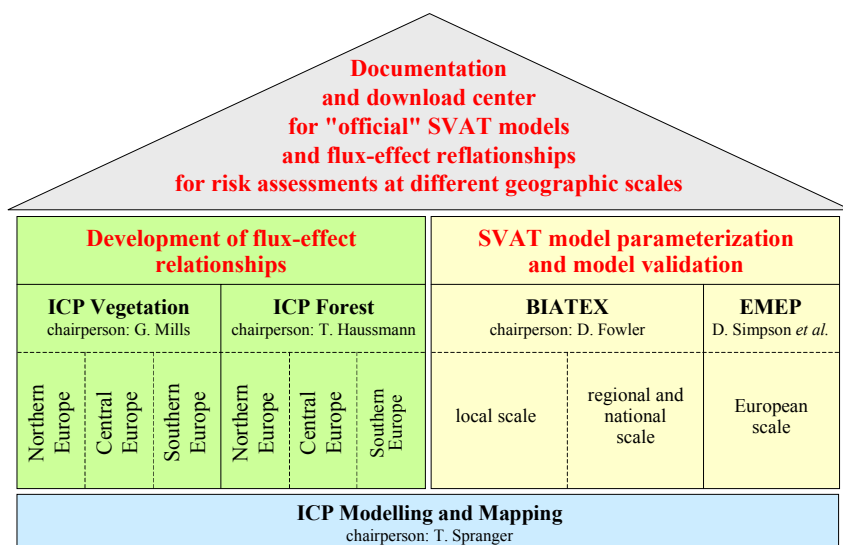 Documentation
and download center
for "official" SVAT models
and flux-effect reflationships
for risk assessments at different geographic scales
Development of flux-effect
relationships
SVAT model parameterization
and model validation
ICP Vegetation
chairperson: G. Mills
ICP Forest
chairperson: T. Haussmann
BIATEX
chairperson: D. Fowler
EMEP
D. Simpson et al.
Northern
Europe
Central
Europe
Southern
Europe
Northern
Europe
Central
Europe
Southern
Europe
local scale
regional and
national
scale
European
scale
ICP Modelling and Mapping
chairperson: T. Spranger